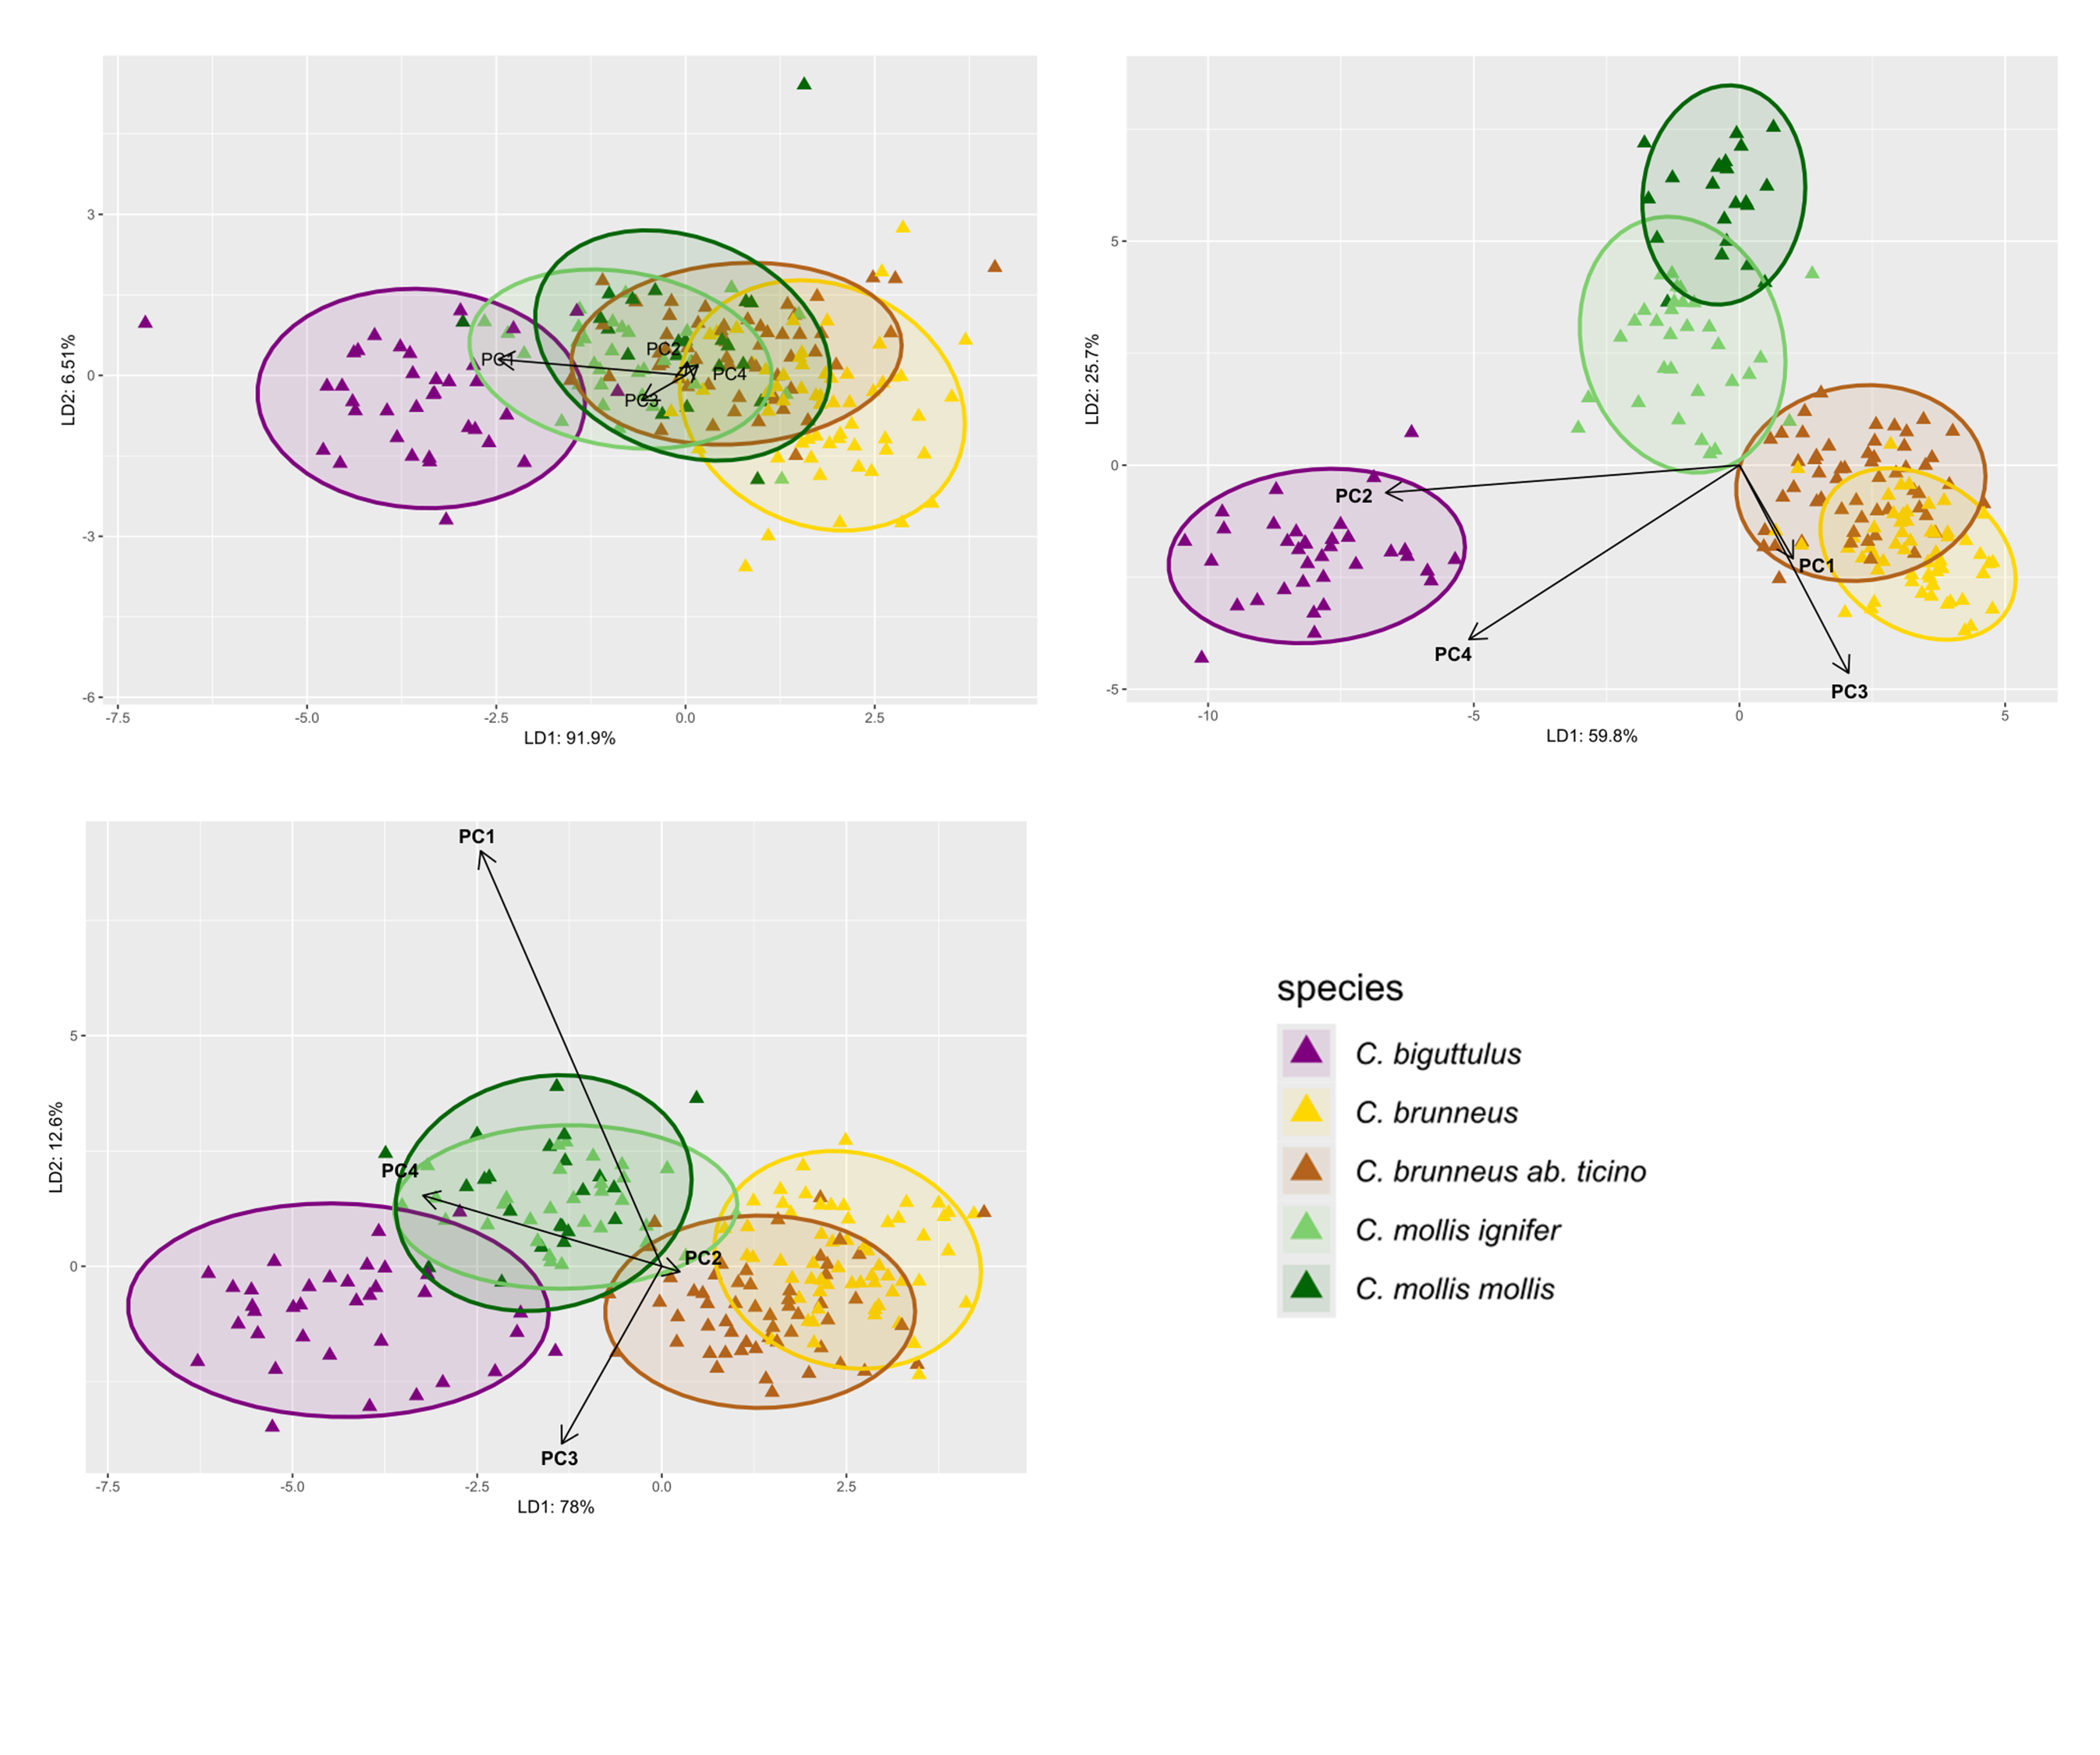 3
0
-3
-6
-7.5 -5.0 -2.5 0.0 2.5
LD1: 91.9%
LD2: 6.51%
PC2
PC4
PC3
5
0
-5
-10 -5 0 5
LD1: 59.8%
LD2: 25.7%
PC2
PC1
PC4
PC3
5
0
-7.5 -5.0 -2.5 0.0 2.5
LD1: 78%
LD2: 12.6%
PC1
PC4
PC2
PC3
species
C. biguttulus
C. brunneus
C. brunneus ab. ticino
C. mollis ignifer
C. mollis mollis